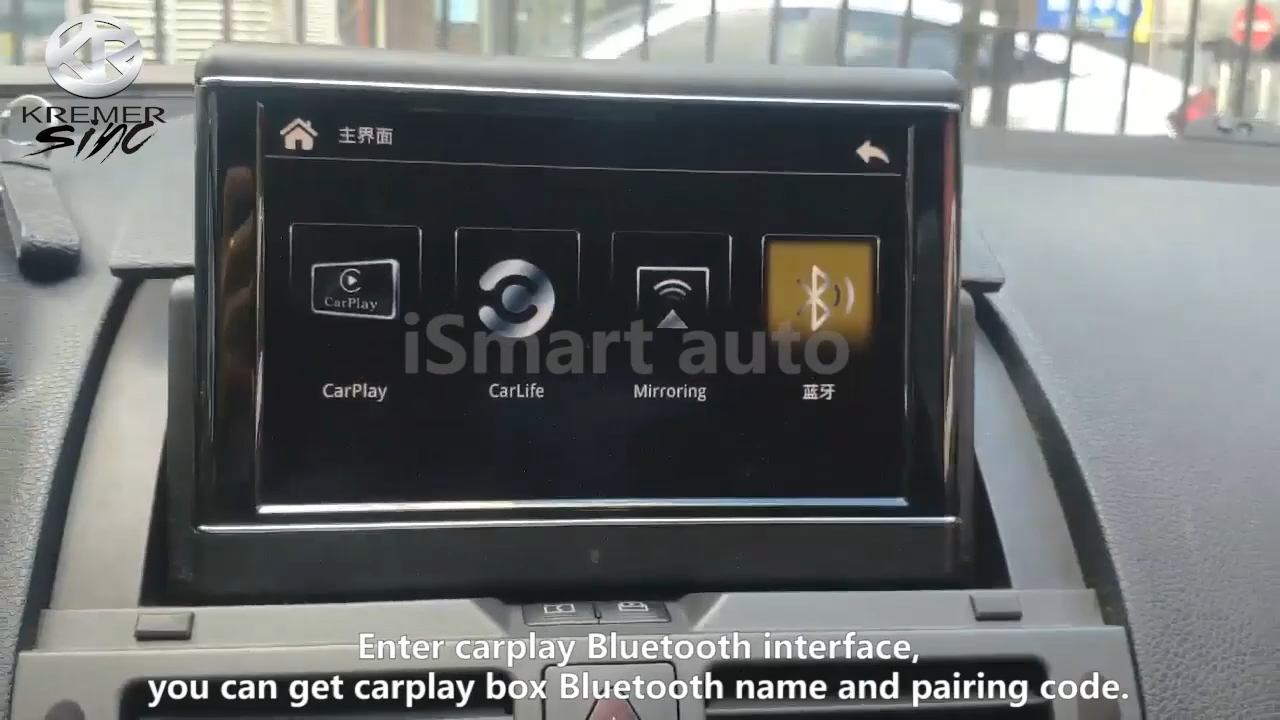 KR
KREMER
sinc
主界面
CarPlay
iSmart auto
CarPlay
CarLife
Mirroring
蓝牙
Enter carplay Bluetooth interface,
you can get carplay box Bluetooth name and pairing code.